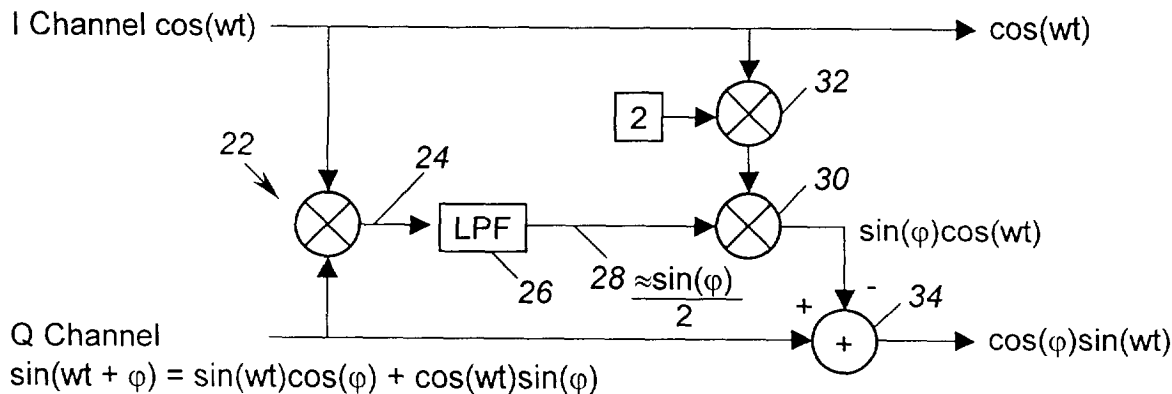 I Channel cos(wt)
cos(wt)
32
2
22
24
30
LPF
sin(φ)cos(wt)
26
28
≈sin(φ)
2
-
+
34
+
Q Channel
cos(φ)sin(wt)
sin(wt + φ) = sin(wt)cos(φ) + cos(wt)sin(φ)